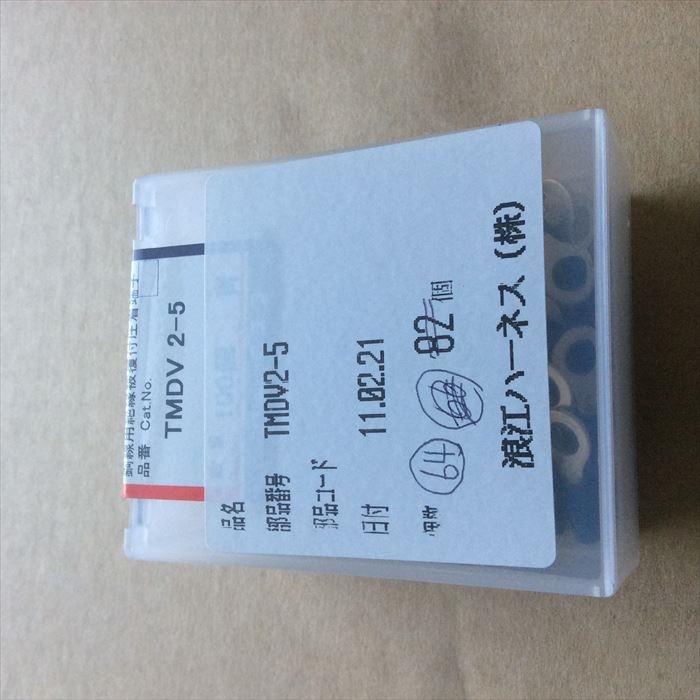 銅線用絶縁被覆付圧着端子
品番 Cat.No.
TMDV 2-5
品名
部品番号 TMDV2-5
部品コード
日付 11.02.21
64 82個
浪江ハーネス(株)